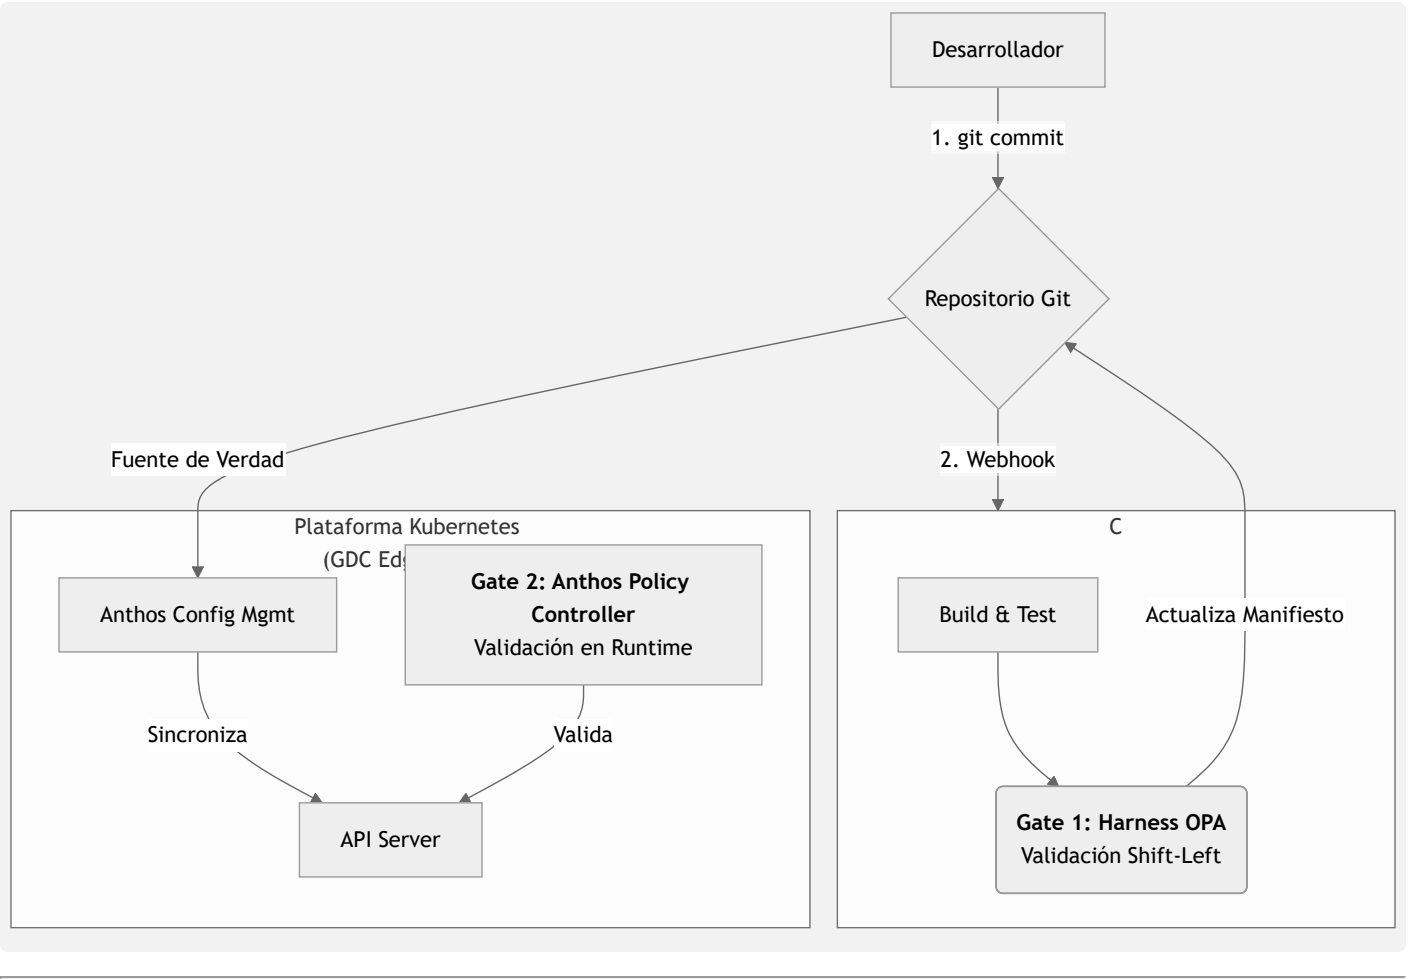 Desarrollador
1. git commit
Repositorio Git
Fuente de Verdad
2. Webhook
Plataforma Kubernetes
(GDC Ed
C
Gate 2: Anthos Policy
Controller
Validación en Runtime
Anthos Config Mgmt
Build & Test
Actualiza Manifiesto
Sincroniza
Valida
API Server
Gate 1: Harness OPA
Validación Shift-Left